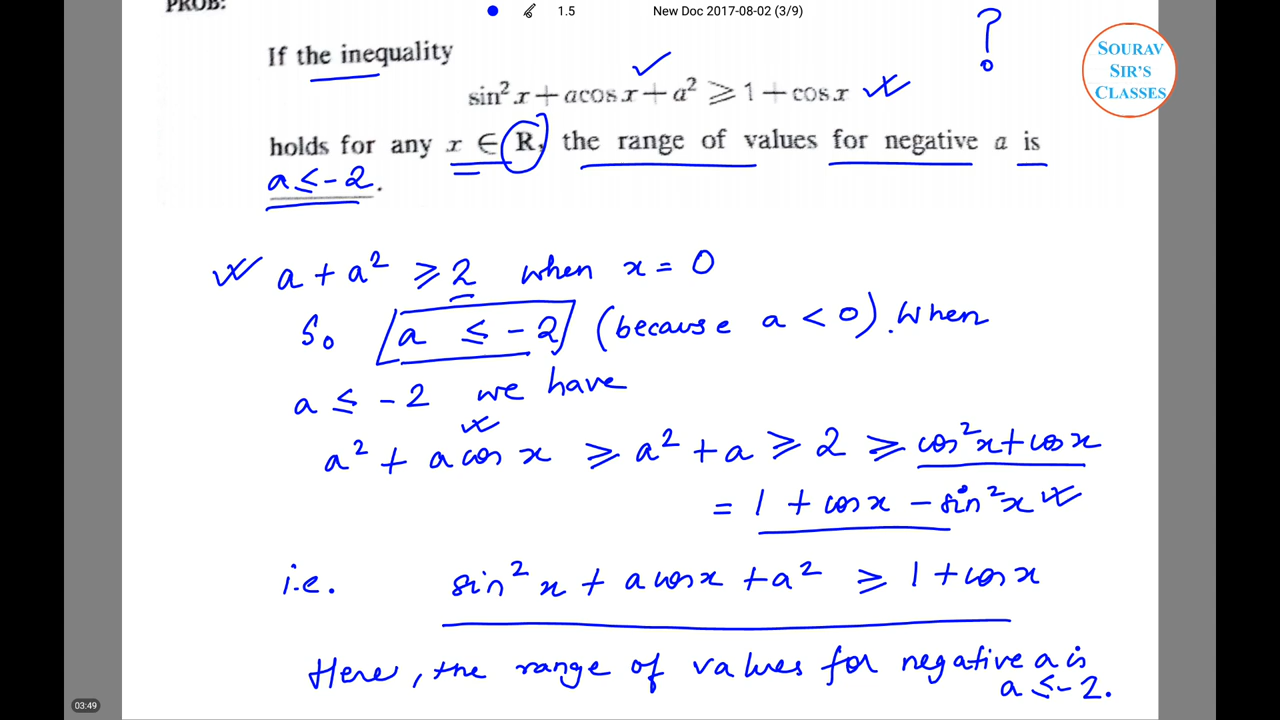 PROB:
1.5
New Doc 2017-08-02 (3/9)
?
SOURAV
SIR'S
CLASSES
If the inequality
sin² x + a cos x + a² ⩾ 1 + cos x
holds for any x ∈ R, the range of values for negative a is
a ≤ -2.
a + a² ⩾ 2 when x = 0
So a ≤ -2 (because a < 0). When
a ≤ -2 we have
a² + a cos x ⩾ a² + a ⩾ 2 ⩾ cos²x + cos x
= 1 + cos x - sin²x
i.e. sin² x + a cos x + a² ⩾ 1 + cos x
Here, the range of values for negative a is
a ≤ -2.
03:49